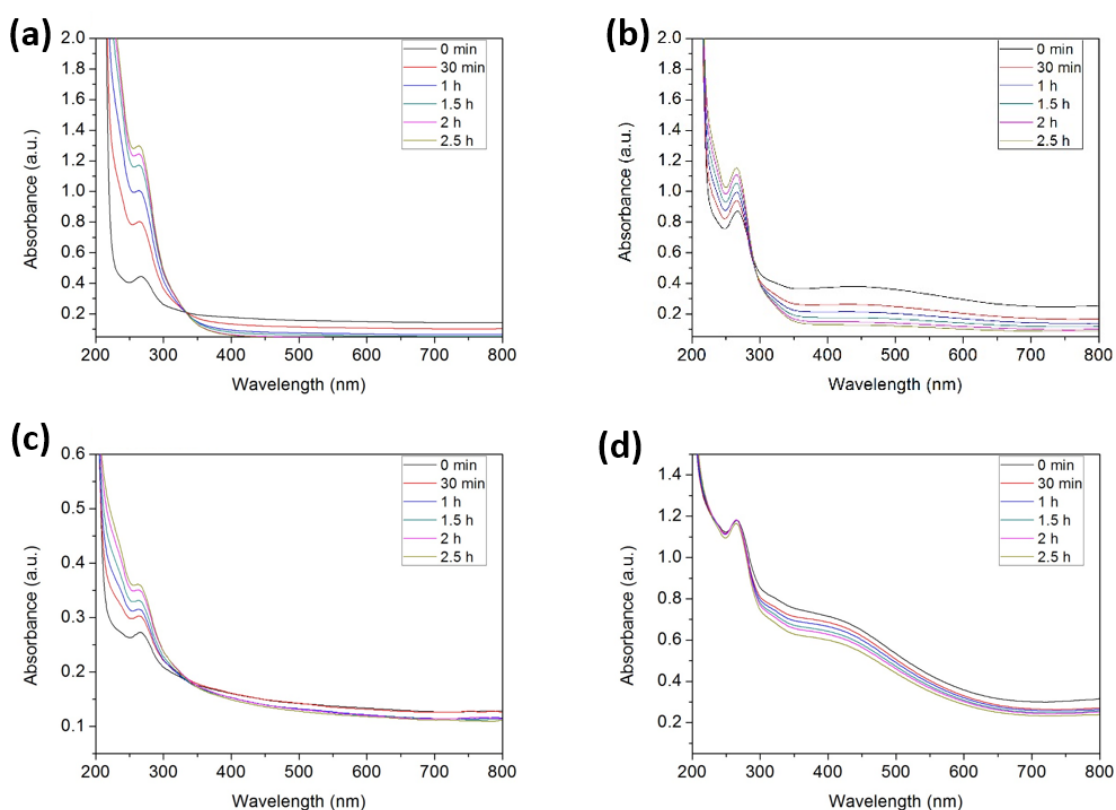 (a)
2.0
1.8
1.6
1.4
1.2
1.0
0.8
0.6
0.4
0.2
Absorbance (a.u.)
200 300 400 500 600 700 800
Wavelength (nm)
0 min
30 min
1 h
1.5 h
2 h
2.5 h
(b)
2.0
1.8
1.6
1.4
1.2
1.0
0.8
0.6
0.4
0.2
Absorbance (a.u.)
200 300 400 500 600 700 800
Wavelength (nm)
0 min
30 min
1 h
1.5 h
2 h
2.5 h
(c)
0.6
0.5
0.4
0.3
0.2
0.1
Absorbance (a.u.)
200 300 400 500 600 700 800
Wavelength (nm)
0 min
30 min
1 h
1.5 h
2 h
2.5 h
(d)
1.4
1.2
1.0
0.8
0.6
0.4
0.2
Absorbance (a.u.)
200 300 400 500 600 700 800
Wavelength (nm)
0 min
30 min
1 h
1.5 h
2 h
2.5 h